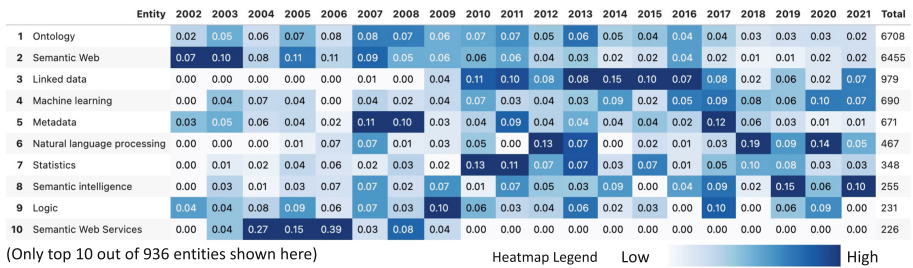 Entity 2002 2003 2004 2005 2006 2007 2008 2009 2010 2011 2012 2013 2014 2015 2016 2017 2018 2019 2020 2021 Total
1 Ontology 0.02 0.05 0.06 0.07 0.08 0.08 0.07 0.06 0.07 0.07 0.05 0.06 0.05 0.04 0.04 0.04 0.03 0.03 0.03 0.02 6708
2 Semantic Web 0.07 0.10 0.08 0.11 0.11 0.09 0.05 0.06 0.06 0.05 0.04 0.03 0.02 0.02 0.04 0.02 0.01 0.01 0.02 0.02 6455
3 Linked data 0.00 0.00 0.00 0.00 0.00 0.01 0.00 0.04 0.11 0.10 0.08 0.08 0.15 0.10 0.07 0.08 0.02 0.06 0.02 0.07 979
4 Machine learning 0.00 0.04 0.07 0.04 0.00 0.04 0.02 0.04 0.07 0.03 0.04 0.03 0.09 0.02 0.05 0.09 0.08 0.06 0.10 0.07 690
5 Metadata 0.03 0.05 0.06 0.04 0.02 0.11 0.10 0.03 0.04 0.09 0.04 0.04 0.04 0.04 0.02 0.12 0.06 0.03 0.01 0.01 671
6 Natural language processing 0.00 0.00 0.00 0.01 0.07 0.07 0.01 0.03 0.05 0.00 0.13 0.07 0.00 0.02 0.00 0.07 0.19 0.09 0.14 0.05 467
7 Statistics 0.00 0.01 0.02 0.04 0.06 0.02 0.03 0.02 0.13 0.11 0.07 0.07 0.03 0.07 0.01 0.05 0.10 0.08 0.03 0.03 348
8 Semantic intelligence 0.00 0.03 0.01 0.03 0.07 0.07 0.02 0.07 0.01 0.07 0.05 0.03 0.09 0.00 0.04 0.09 0.02 0.15 0.06 0.10 255
9 Logic 0.04 0.04 0.08 0.09 0.06 0.07 0.03 0.10 0.06 0.03 0.04 0.06 0.02 0.03 0.00 0.10 0.00 0.06 0.09 0.00 231
10 Semantic Web Services 0.00 0.04 0.27 0.15 0.39 0.03 0.08 0.04 0.00 0.00 0.00 0.00 0.00 0.00 0.00 0.00 0.00 0.00 0.00 0.00 226
(Only top 10 out of 936 entities shown here) Heatmap Legend Low High